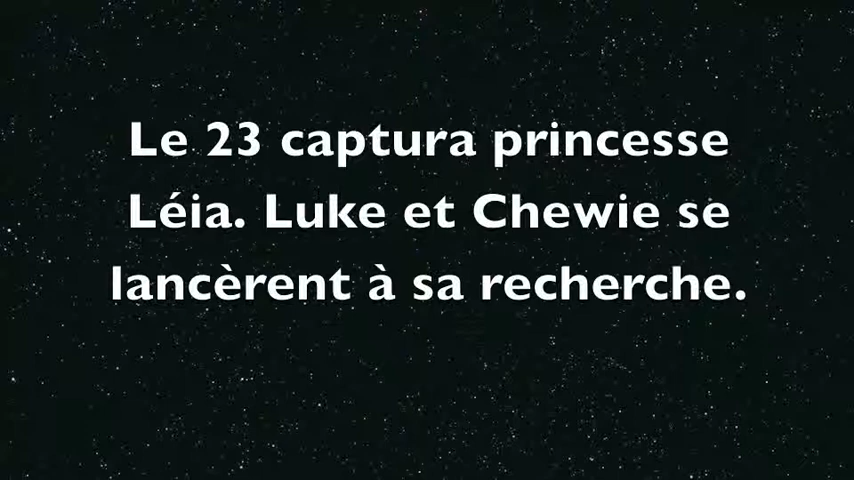 Le 23 captura princesse
Léia. Luke et Chewie se
lancèrent à sa recherche.